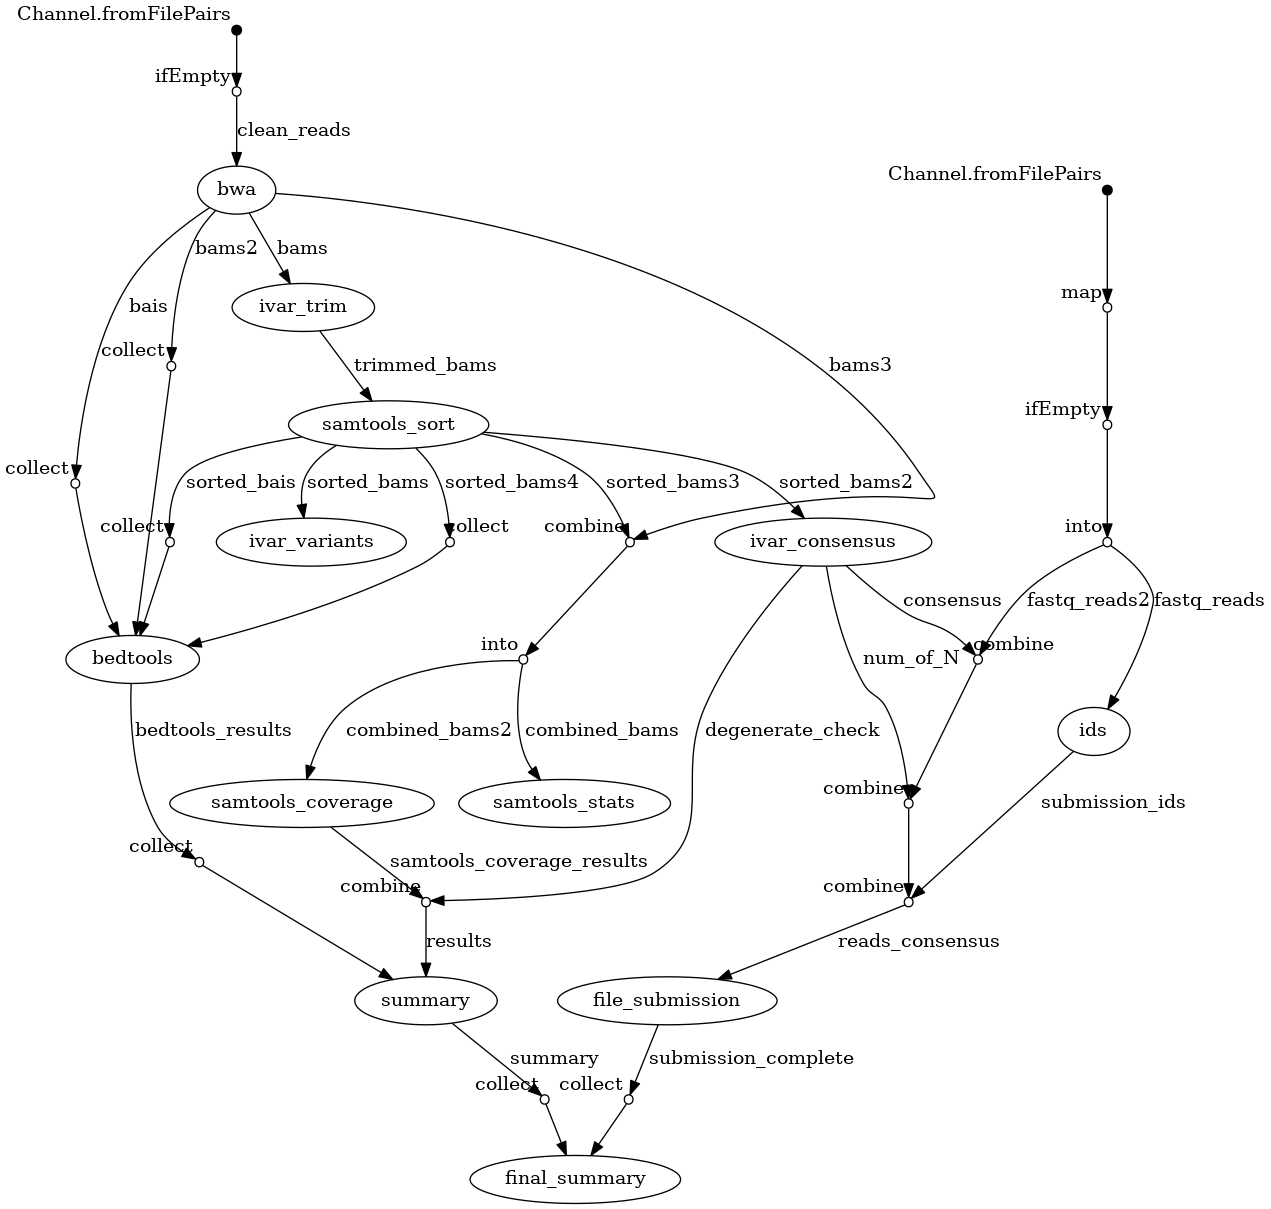 Channel.fromFilePairs
ifEmpty
clean_reads
bwa
Channel.fromFilePairs
bais
bams2
bams
ivar_trim
map
collect
trimmed_bams
bams3
samtools_sort
ifEmpty
collect
sorted_bais
sorted_bams
sorted_bams4
sorted_bams3
sorted_bams2
collect
ivar_variants
collect
combine
ivar_consensus
into
consensus
fastq_reads2
fastq_reads
bedtools
into
num_of_N
combine
bedtools_results
combined_bams2
combined_bams
degenerate_check
ids
samtools_coverage
samtools_stats
combine
submission_ids
collect
samtools_coverage_results
combine
combine
results
reads_consensus
summary
file_submission
summary
submission_complete
collect
collect
final_summary